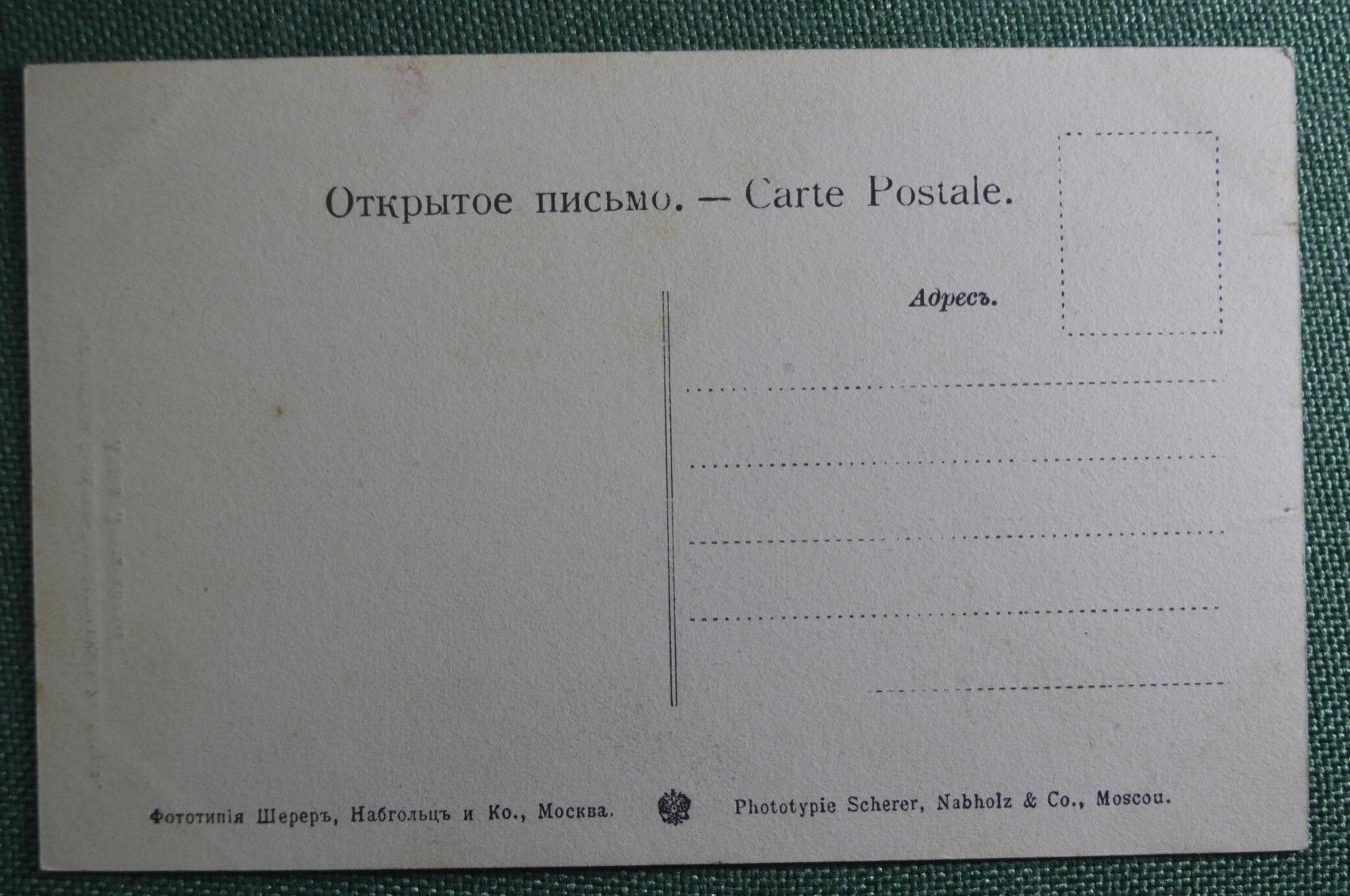 Открытое письмо. — Carte Postale.
Адресъ.
Фототипія Шереръ, Набгольцъ и Ко., Москва.
Phototypie Scherer, Nabholz & Co., Moscou.